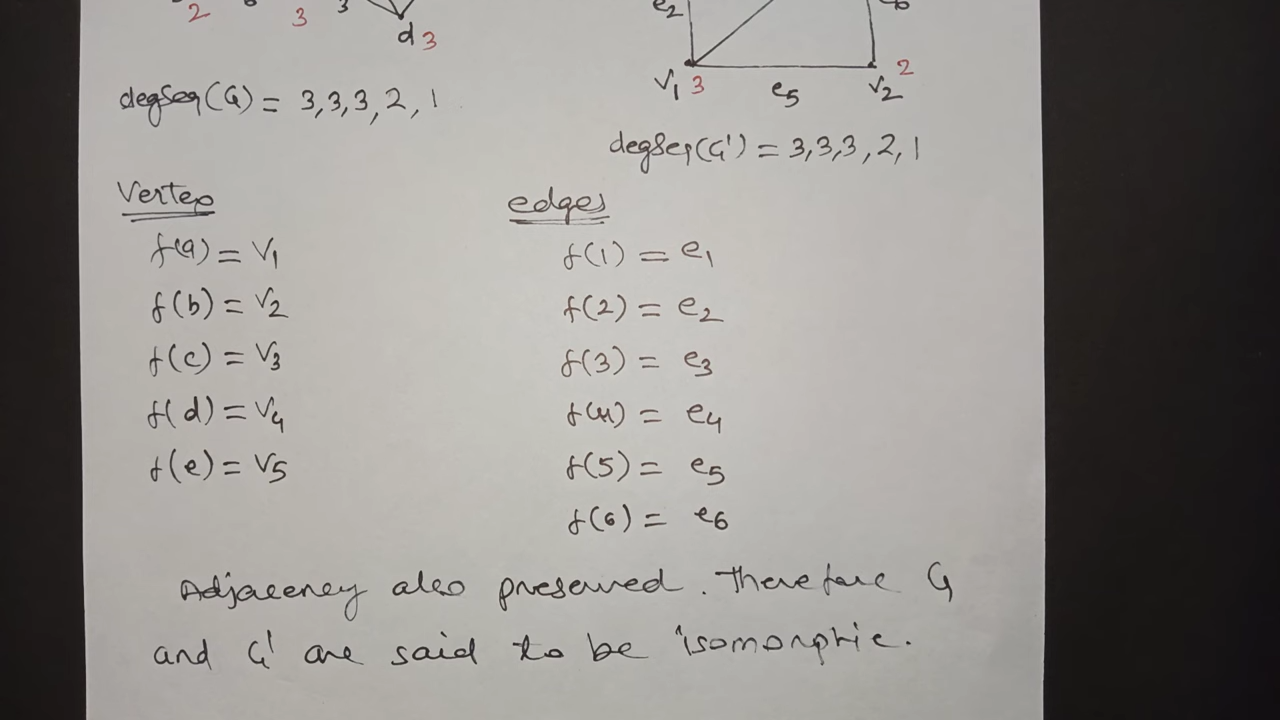 2 3 3 d 3
e2
v1 3 e5 v2 2
degSeq(G) = 3,3,3,2,1
degSeq(G') = 3,3,3,2,1
Vertex
f(a) = V1
f(b) = V2
f(c) = V3
f(d) = V4
f(e) = V5
edges
f(1) = e1
f(2) = e2
f(3) = e3
f(4) = e4
f(5) = e5
f(6) = e6
Adjacency also preserved. Therefore G
and G' are said to be isomorphic.